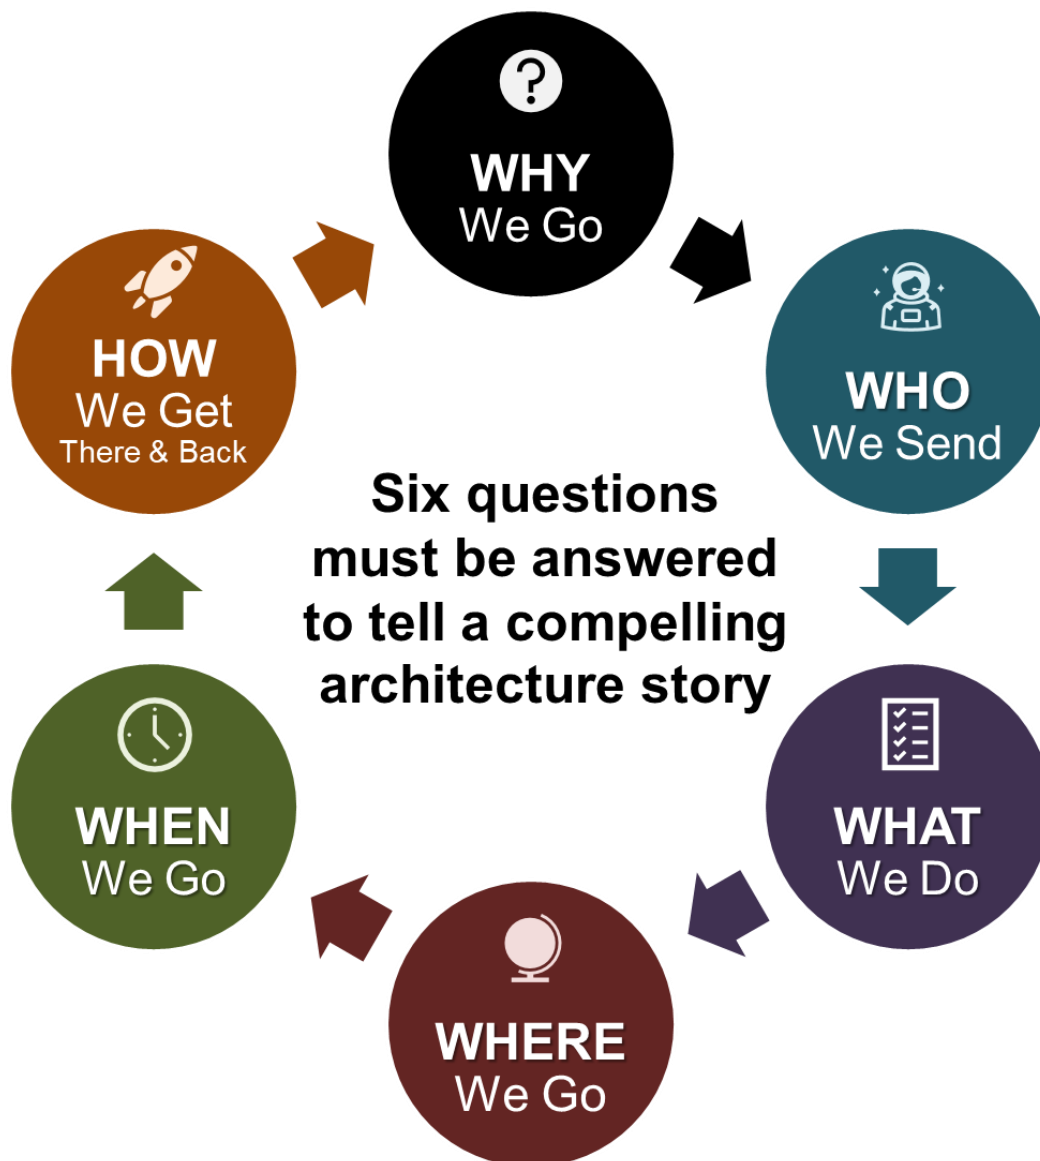 WHY
We Go
WHO
We Send
WHAT
We Do
WHERE
We Go
WHEN
We Go
HOW
We Get
There & Back
Six questions
must be answered
to tell a compelling
architecture story